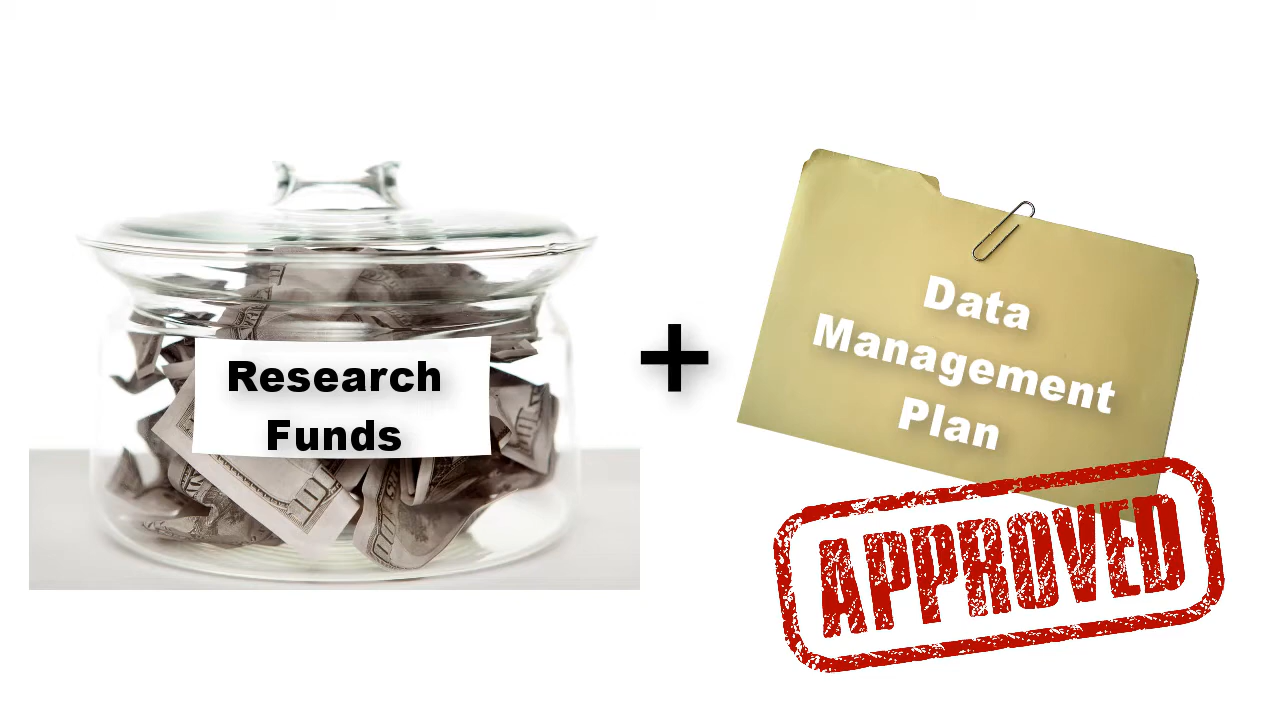 Research
Funds
+
Data
Management
Plan
APPROVED